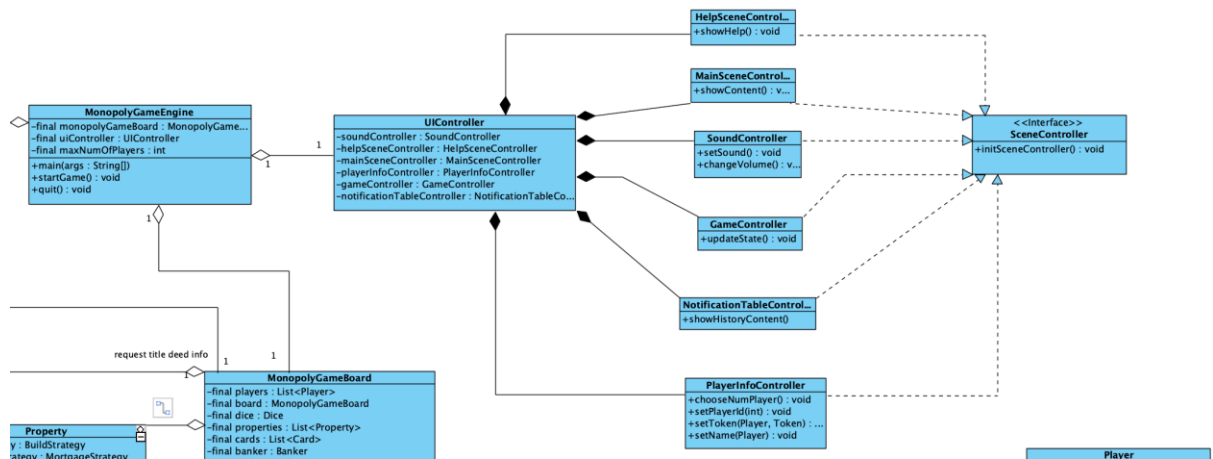 HelpSceneControl...
+showHelp() : void
MainSceneControl...
+showContent() : v...
SoundController
+setSound() : void
+changeVolume() : v...
GameController
+updateState() : void
NotificationTableControl...
+showHistoryContent()
PlayerInfoController
+chooseNumPlayer() : void
+setPlayerId(int) : void
+setToken(Player, Token) : ...
+setName(Player) : void
<<Interface>>
SceneController
+initSceneController() : void
MonopolyGameEngine
-final monopolyGameBoard : MonopolyGame...
-final uiController : UIController
-final maxNumOfPlayers : int
+main(args : String[])
+startGame() : void
+quit() : void
1
1
1
UIController
-soundController : SoundController
-helpSceneController : HelpSceneController
-mainSceneController : MainSceneController
-playerInfoController : PlayerInfoController
-gameController : GameController
-notificationTableController : NotificationTableCo...
request title deed info
1
1
1
MonopolyGameBoard
-final players : List<Player>
-final board : MonopolyGameBoard
-final dice : Dice
-final properties : List<Property>
-final cards : List<Card>
-final banker : Banker
Property
y : BuildStrategy
ategy : MortgageStrategy
Player